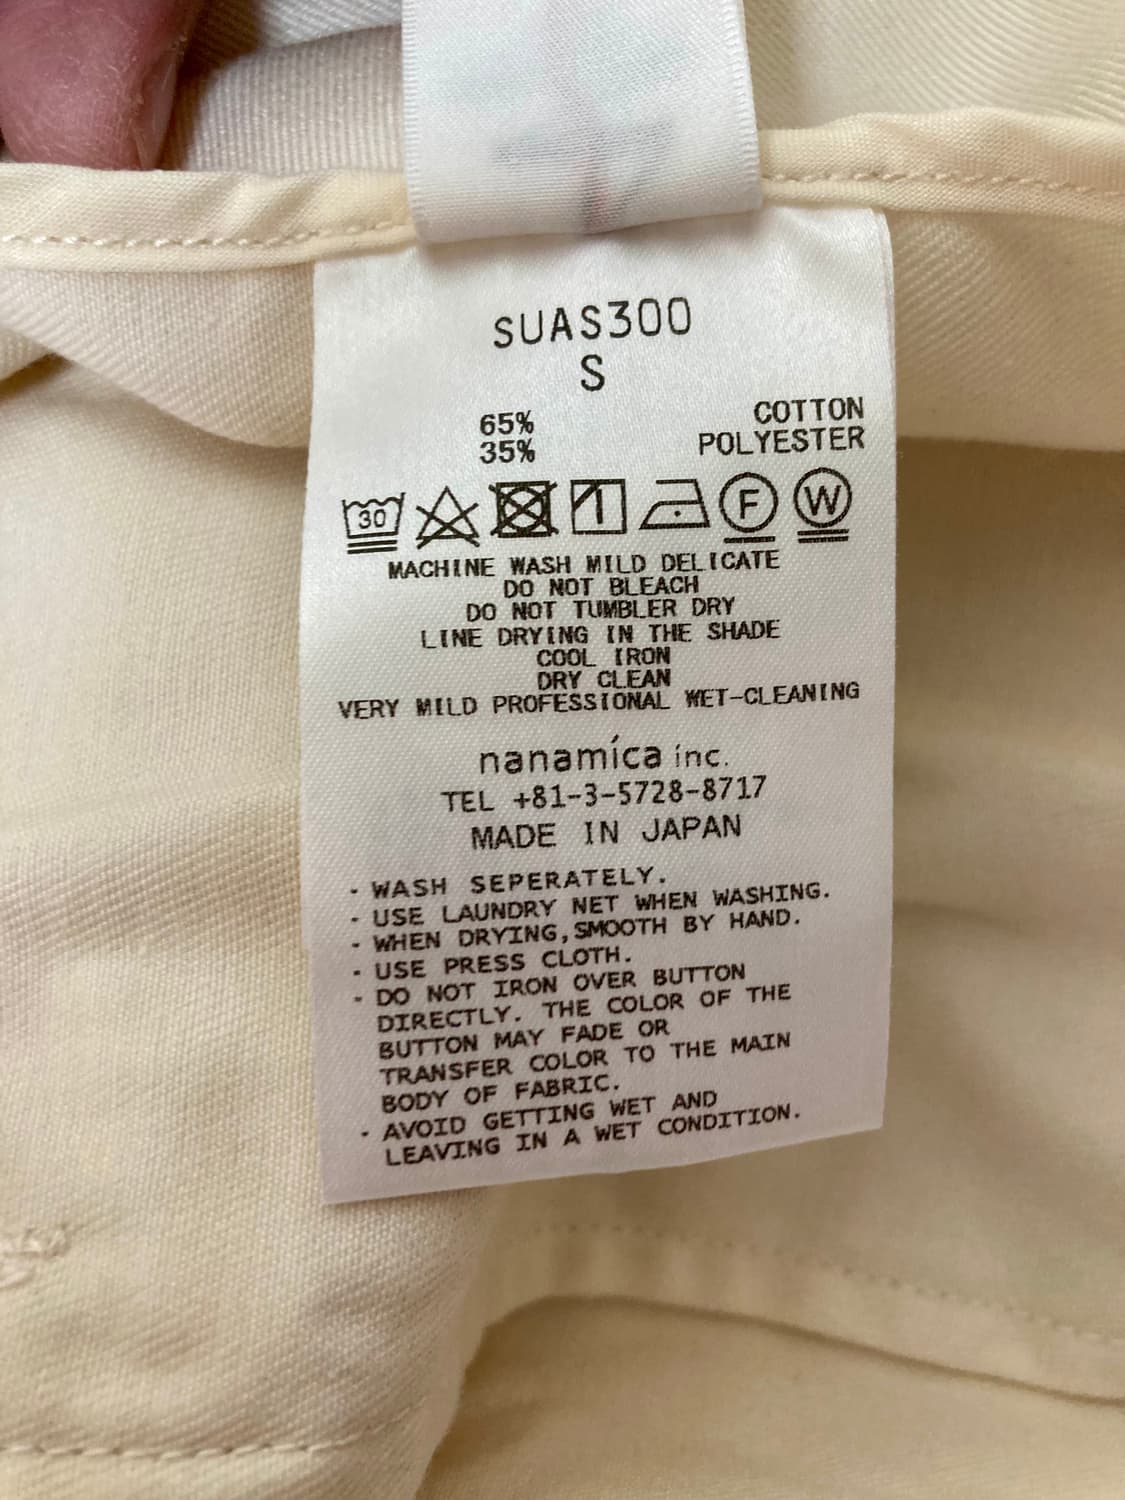 SUAS300
S
65% COTTON
35% POLYESTER
30 F W
MACHINE WASH MILD DELICATE
DO NOT BLEACH
DO NOT TUMBLER DRY
LINE DRYING IN THE SHADE
COOL IRON
DRY CLEAN
VERY MILD PROFESSIONAL WET-CLEANING
nanamíca ínc.
TEL +81-3-5728-8717
MADE IN JAPAN
- WASH SEPERATELY.
- USE LAUNDRY NET WHEN WASHING.
- WHEN DRYING,SMOOTH BY HAND.
- USE PRESS CLOTH.
- DO NOT IRON OVER BUTTON
DIRECTLY. THE COLOR OF THE
BUTTON MAY FADE OR
TRANSFER COLOR TO THE MAIN
BODY OF FABRIC.
- AVOID GETTING WET AND
LEAVING IN A WET CONDITION.